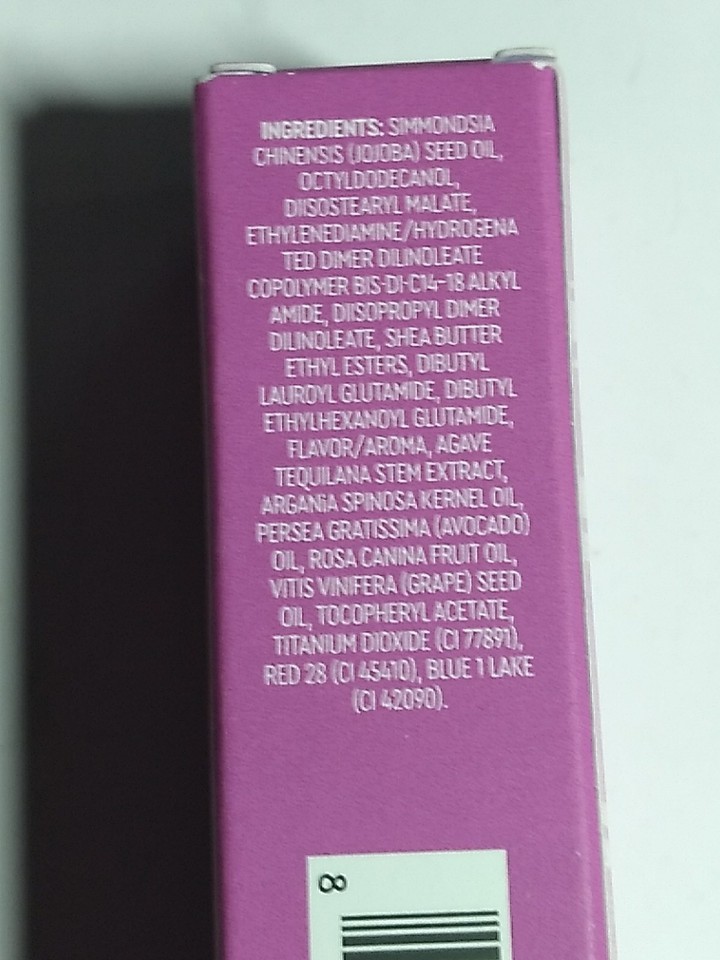 INGREDIENTS: SIMMONDSIA
CHINENSIS (JOJOBA) SEED OIL,
OCTYLDODECANOL,
DIISOSTEARYL MALATE,
ETHYLENEDIAMINE/HYDROGENA
TED DIMER DILINOLEATE
COPOLYMER BIS-DI-C14-18 ALKYL
AMIDE, DIISOPROPYL DIMER
DILINOLEATE, SHEA BUTTER
ETHYL ESTERS, DIBUTYL
LAUROYL GLUTAMIDE, DIBUTYL
ETHYLHEXANOYL GLUTAMIDE,
FLAVOR/AROMA, AGAVE
TEQUILANA STEM EXTRACT,
ARGANiA SPINOSA KERNEL OIL,
PERSEA GRATISSIMA (AVOCADO)
OIL, ROSA CANINA FRUIT OIL,
VITIS VINIFERA (GRAPE) SEED
OIL, TOCOPHERYL ACETATE,
TITANIUM DIOXIDE (CI 77891),
RED 28 (CI 45410), BLUE 1 LAKE
(CI 42090).
8